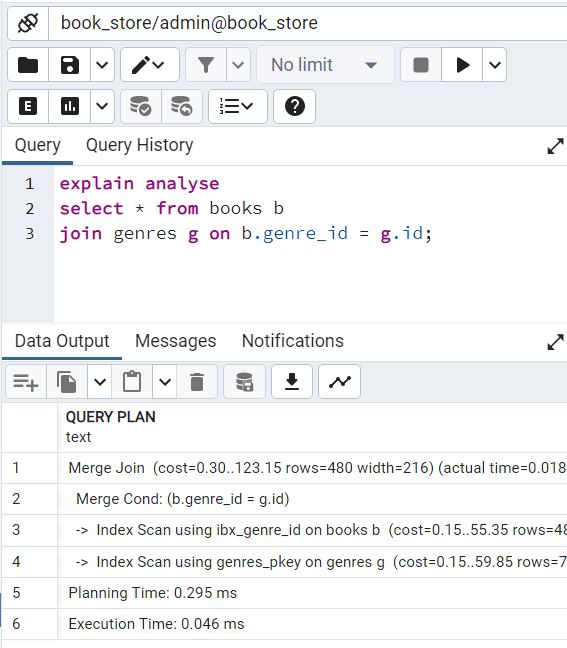 book_store/admin@book_store
No limit
E
Query Query History
1 explain analyse
2 select * from books b
3 join genres g on b.genre_id = g.id;
Data Output Messages Notifications
QUERY PLAN
text
1 Merge Join (cost=0.30..123.15 rows=480 width=216) (actual time=0.018
2 Merge Cond: (b.genre_id = g.id)
3 -> Index Scan using ibx_genre_id on books b (cost=0.15..55.35 rows=48
4 -> Index Scan using genres_pkey on genres g (cost=0.15..59.85 rows=7
5 Planning Time: 0.295 ms
6 Execution Time: 0.046 ms